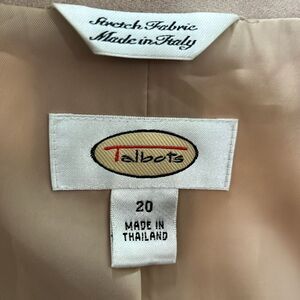 Stretch Fabric
Made in Italy
Talbots
20
MADE IN
THAILAND